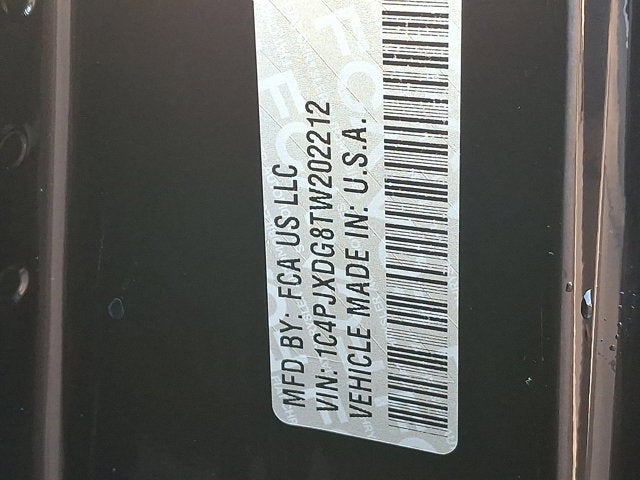 MFD BY: FCA US LLC
VIN: 1C4PJXDG8TW202212
VEHICLE MADE IN: U.S.A.